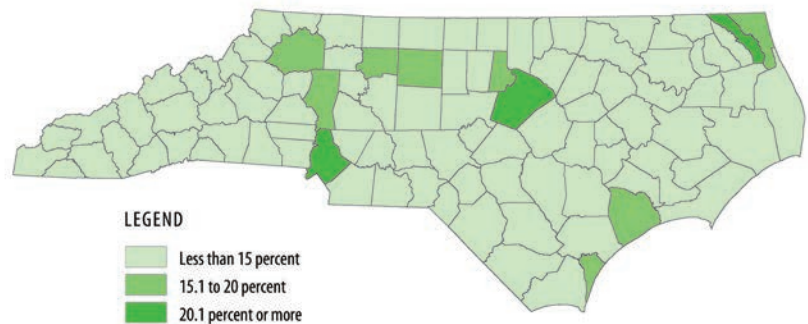 LEGEND
Less than 15 percent
15.1 to 20 percent
20.1 percent or more